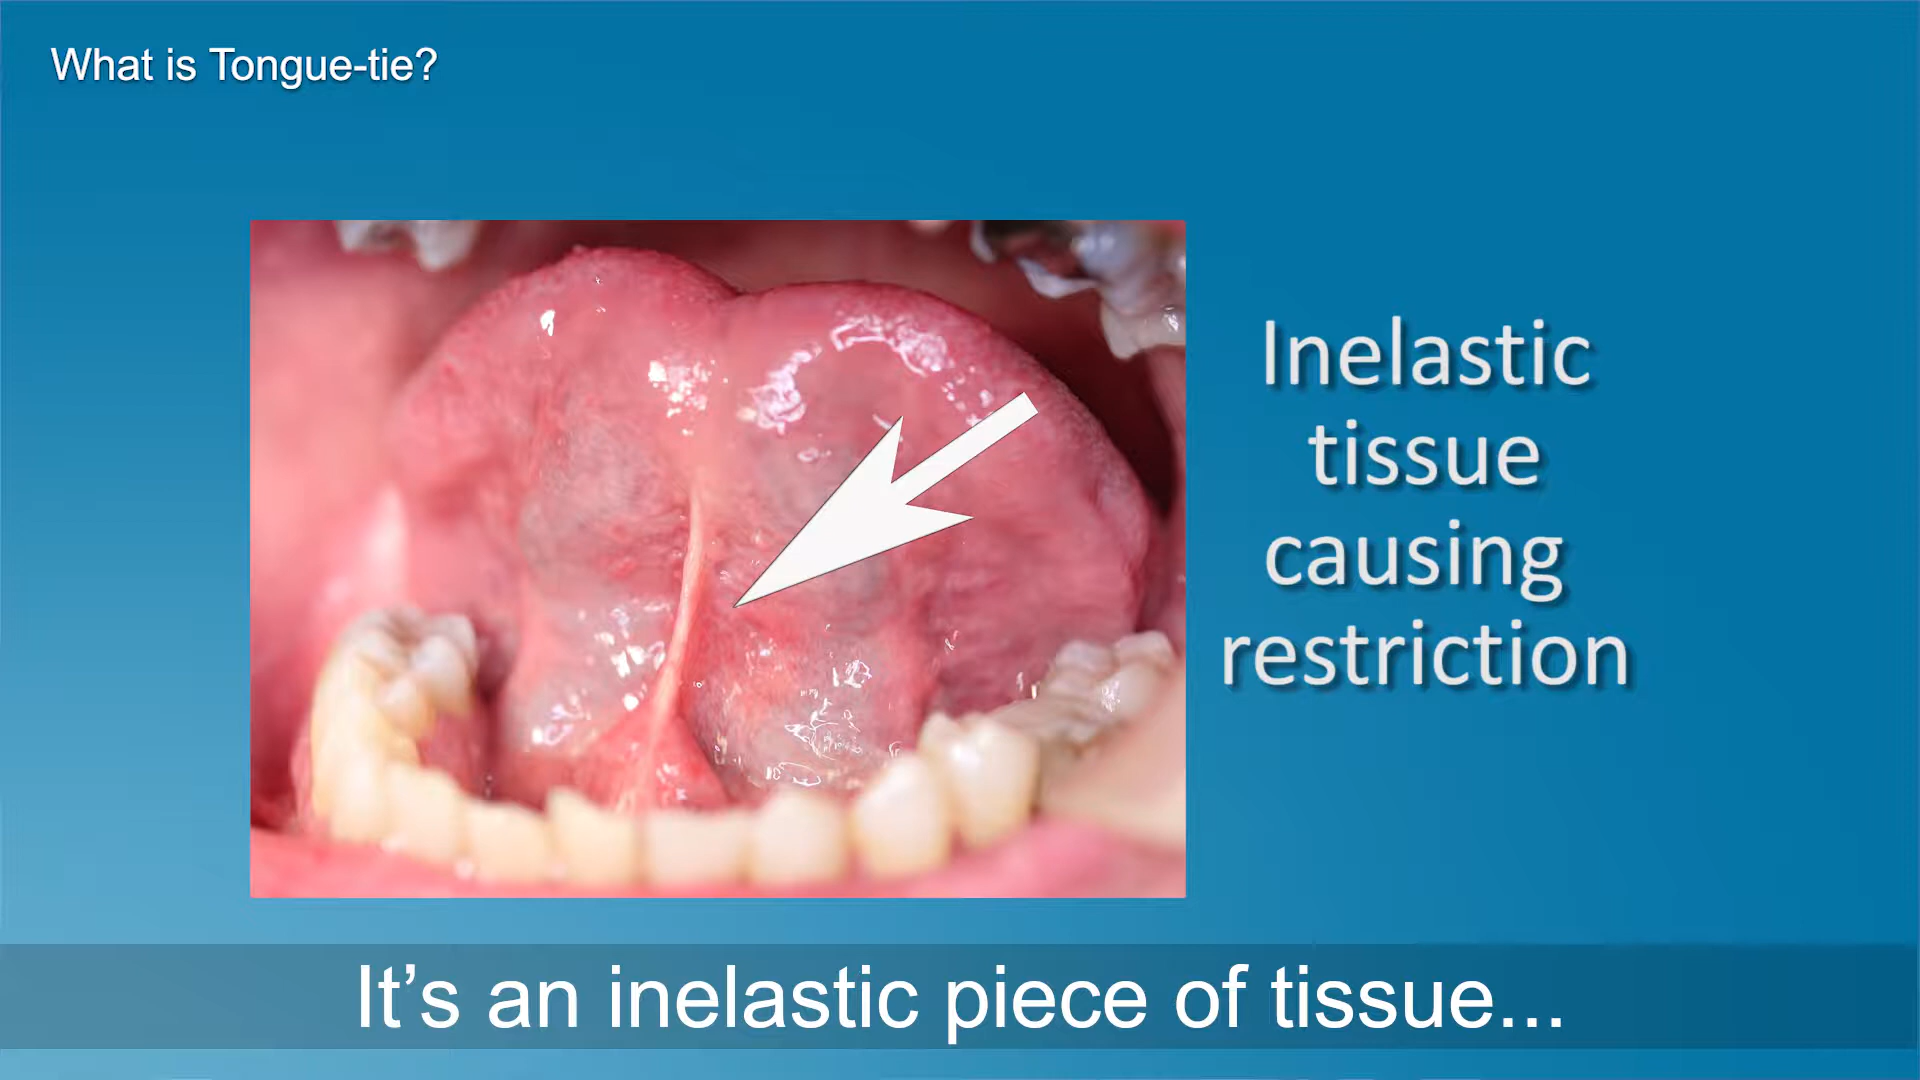 What is Tongue-tie?
Inelastic
tissue
causing
restriction
It’s an inelastic piece of tissue...